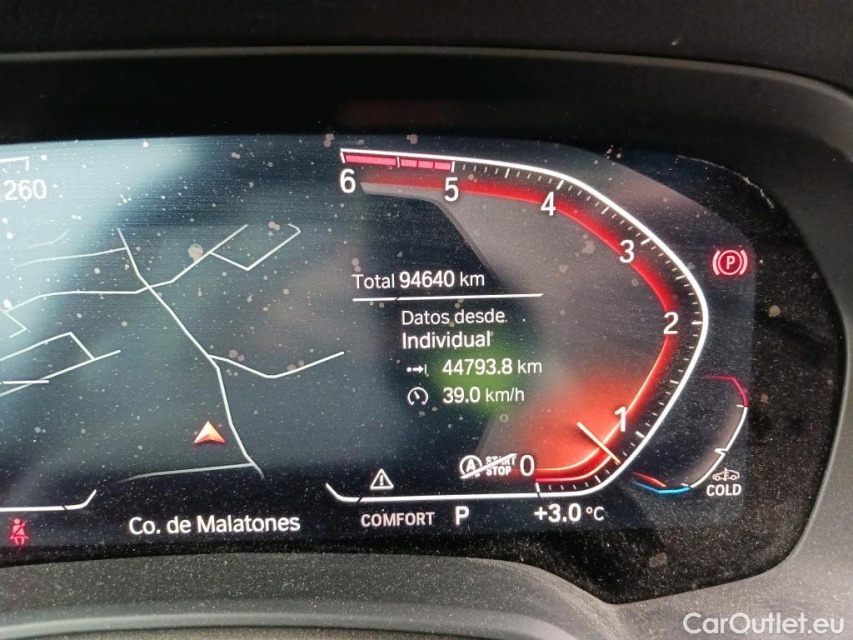 260
6
5
4
3
2
1
0
Total 94640 km
Datos desde
Individual
44793.8 km
39.0 km/h
(P)
A START
STOP
COLD
Co. de Malatones
COMFORT P +3.0 °C
CarOutlet.eu